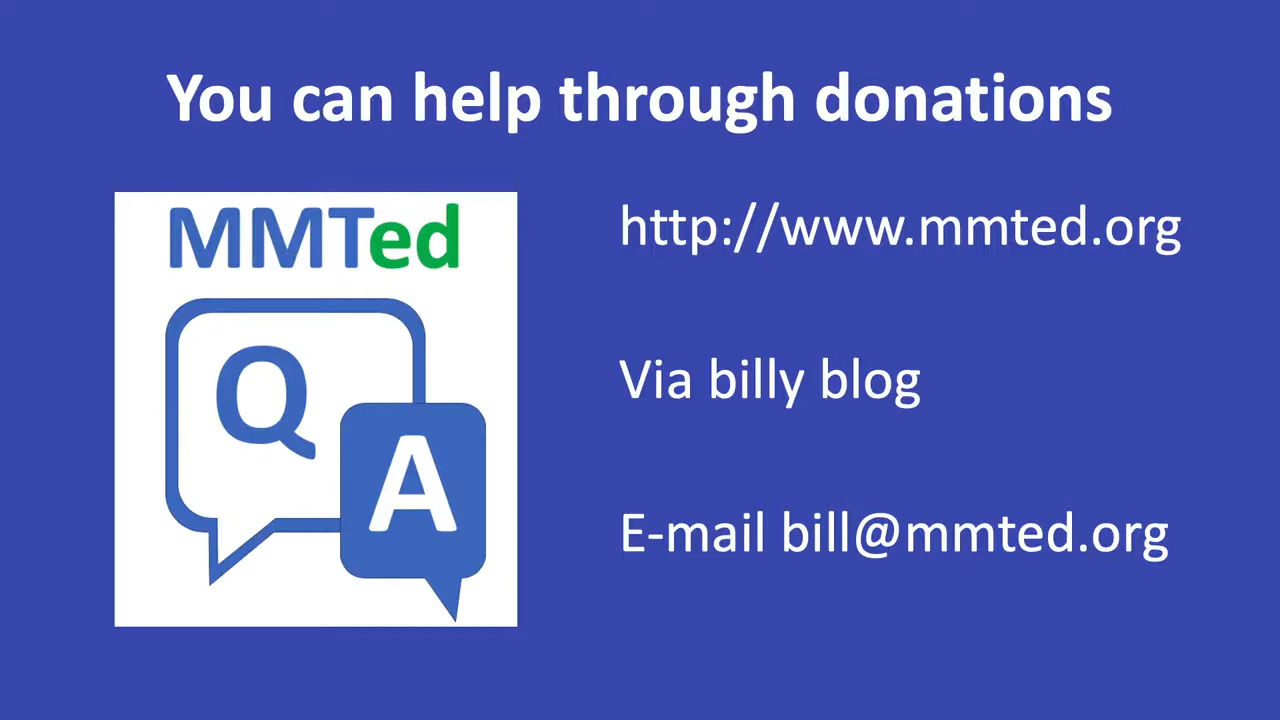 You can help through donations
MMTed
Q
A
http://www.mmted.org
Via billy blog
E-mail bill@mmted.org